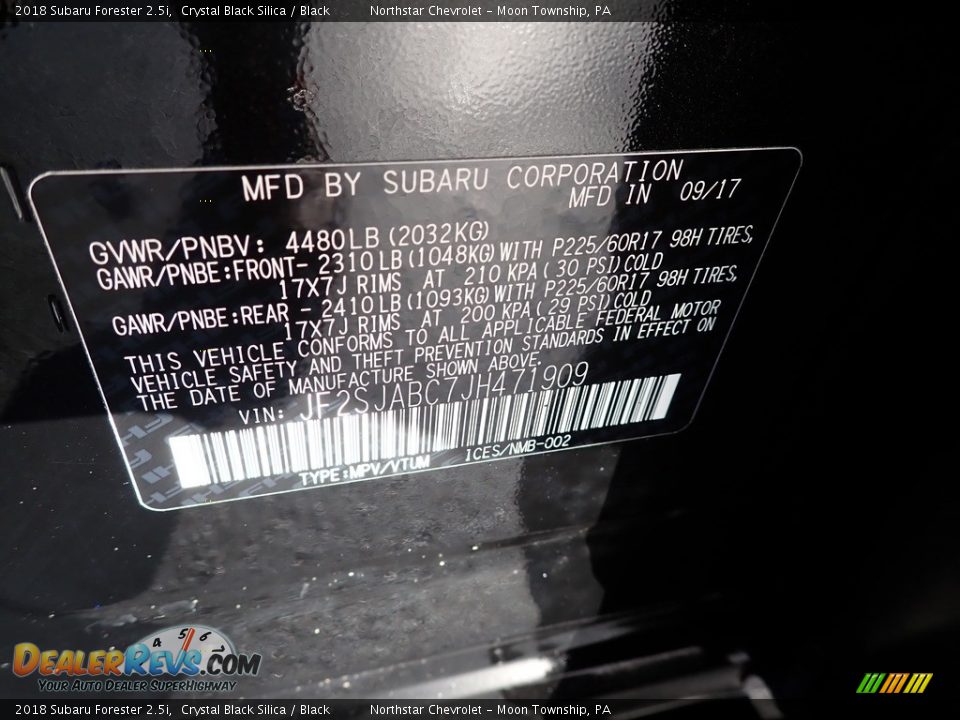 2018 Subaru Forester 2.5i,  Crystal Black Silica / Black   Northstar Chevrolet - Moon Township, PA
MFD BY SUBARU CORPORATION
MFD IN 09/17
GVWR/PNBV: 4480LB (2032KG)
GAWR/PNBE:FRONT- 2310LB (1048KG)WITH P225/60R17 98H TIRES,
17X7J RIMS AT 210 KPA ( 30 PSI)COLD
GAWR/PNBE:REAR - 2410LB (1093KG)WITH P225/60R17 98H TIRES,
17X7J RIMS AT 200 KPA ( 29 PSI)COLD
THIS VEHICLE CONFORMS TO ALL APPLICABLE FEDERAL MOTOR
VEHICLE SAFETY AND THEFT PREVENTION STANDARDS IN EFFECT ON
THE DATE OF MANUFACTURE SHOWN ABOVE.
VIN: JF2SJABC7JH471909
TYPE:MPV/VTUM ICES/NMB-002
4 5 6
DEALERREVS.COM
YOUR AUTO DEALER SUPERHIGHWAY
2018 Subaru Forester 2.5i,  Crystal Black Silica / Black   Northstar Chevrolet - Moon Township, PA